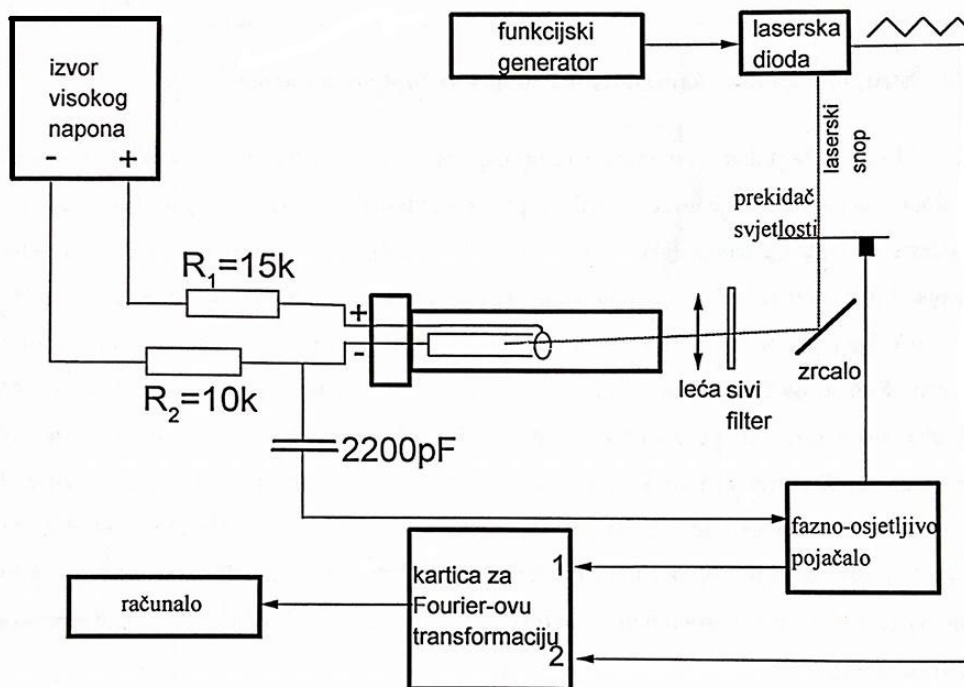 izvor
visokog
napona
-
+
funkcijski
generator
laserska
dioda
laserski
snop
prekidač
svjetlosti
R₁=15k
+
-
R₂=10k
2200pF
leća
sivi
filter
zrcalo
fazno-osjetljivo
pojačalo
1
kartica za
Fourier-ovu
transformaciju
2
računalo